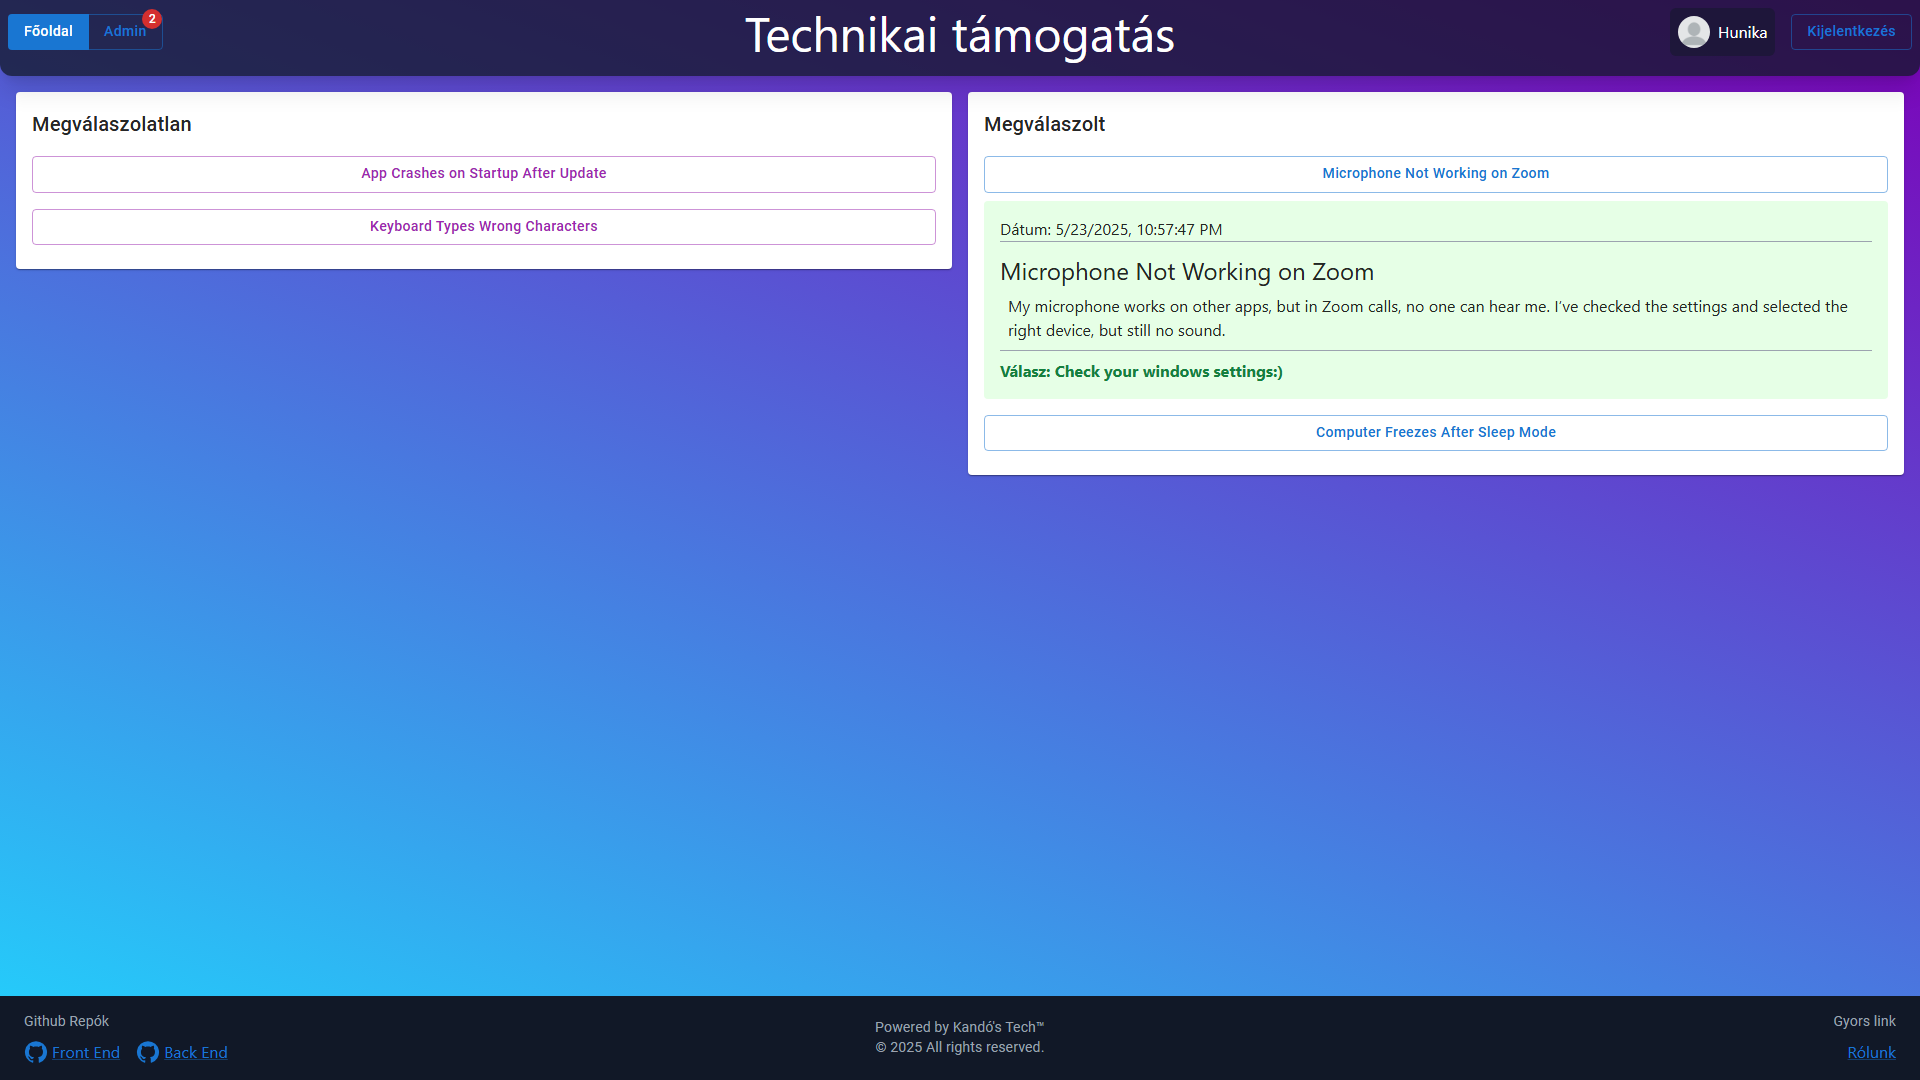 Főoldal
Admin
2
Technikai támogatás
Hunika
Kijelentkezés
Megválaszolatlan
App Crashes on Startup After Update
Keyboard Types Wrong Characters
Megválaszolt
Microphone Not Working on Zoom
Dátum: 5/23/2025, 10:57:47 PM
Microphone Not Working on Zoom
My microphone works on other apps, but in Zoom calls, no one can hear me. I’ve checked the settings and selected the
right device, but still no sound.
Válasz: Check your windows settings:)
Computer Freezes After Sleep Mode
Github Repók
Front End
Back End
Powered by Kandó's Tech™
© 2025 All rights reserved.
Gyors link
Rólunk